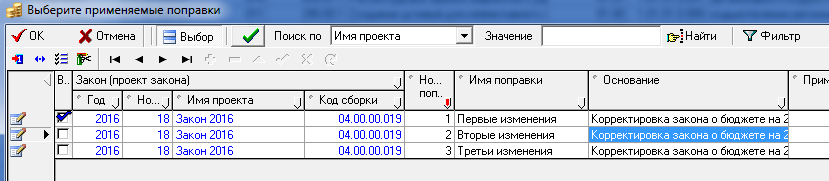 Выберите применяемые поправки
OK Отмена Выбор Поиск по Имя проекта Значение Найти Фильтр
В... Закон (проект закона) Но... поп... Имя поправки Основание Прим
Год Но... Имя проекта Код сборки
2016 18 Закон 2016 04.00.00.019 1 Первые изменения Корректировка закона о бюджете на 2
2016 18 Закон 2016 04.00.00.019 2 Вторые изменения Корректировка закона о бюджете на 2
2016 18 Закон 2016 04.00.00.019 3 Третьи изменения Корректировка закона о бюджете на 2